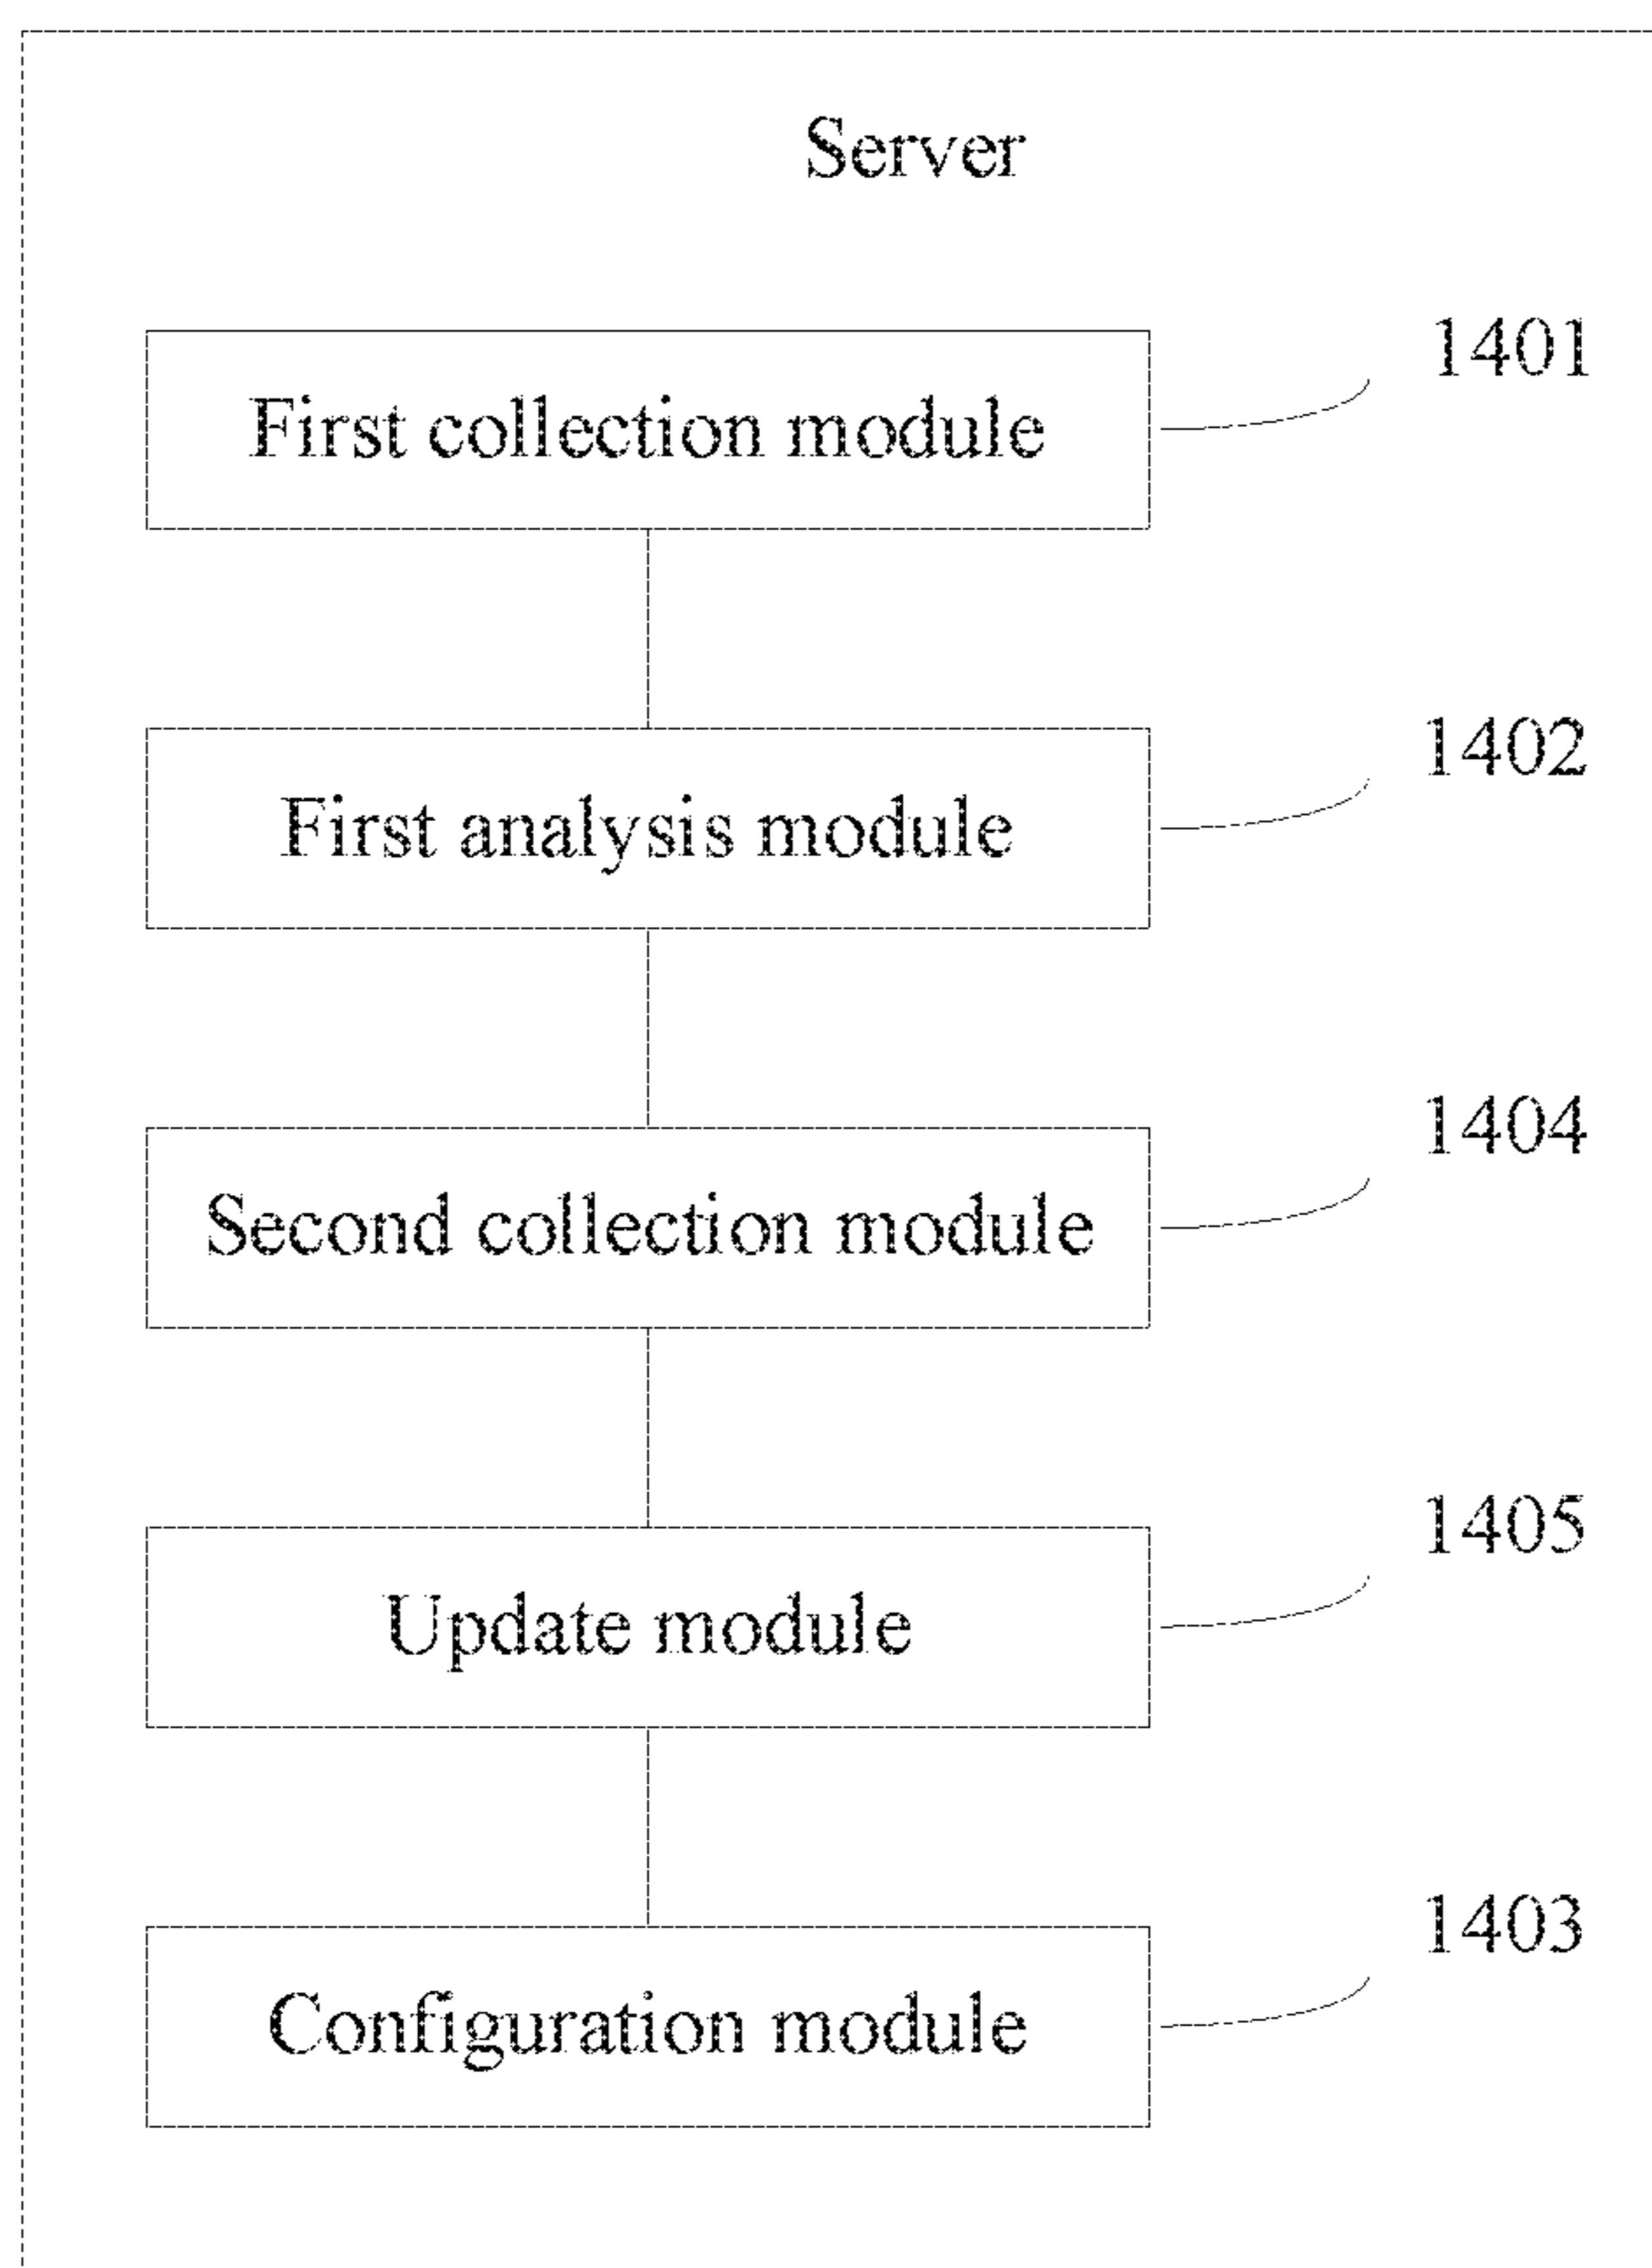 Server
First collection module
1401
First analysis module
1402
Second collection module
1404
Update module
1405
Configuration module
1403